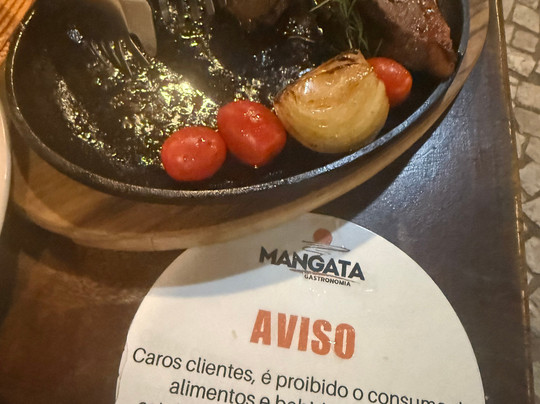 MANGATA
GASTRONOMIA
AVISO
Caros clientes, é proibido o consumo
alimentos e